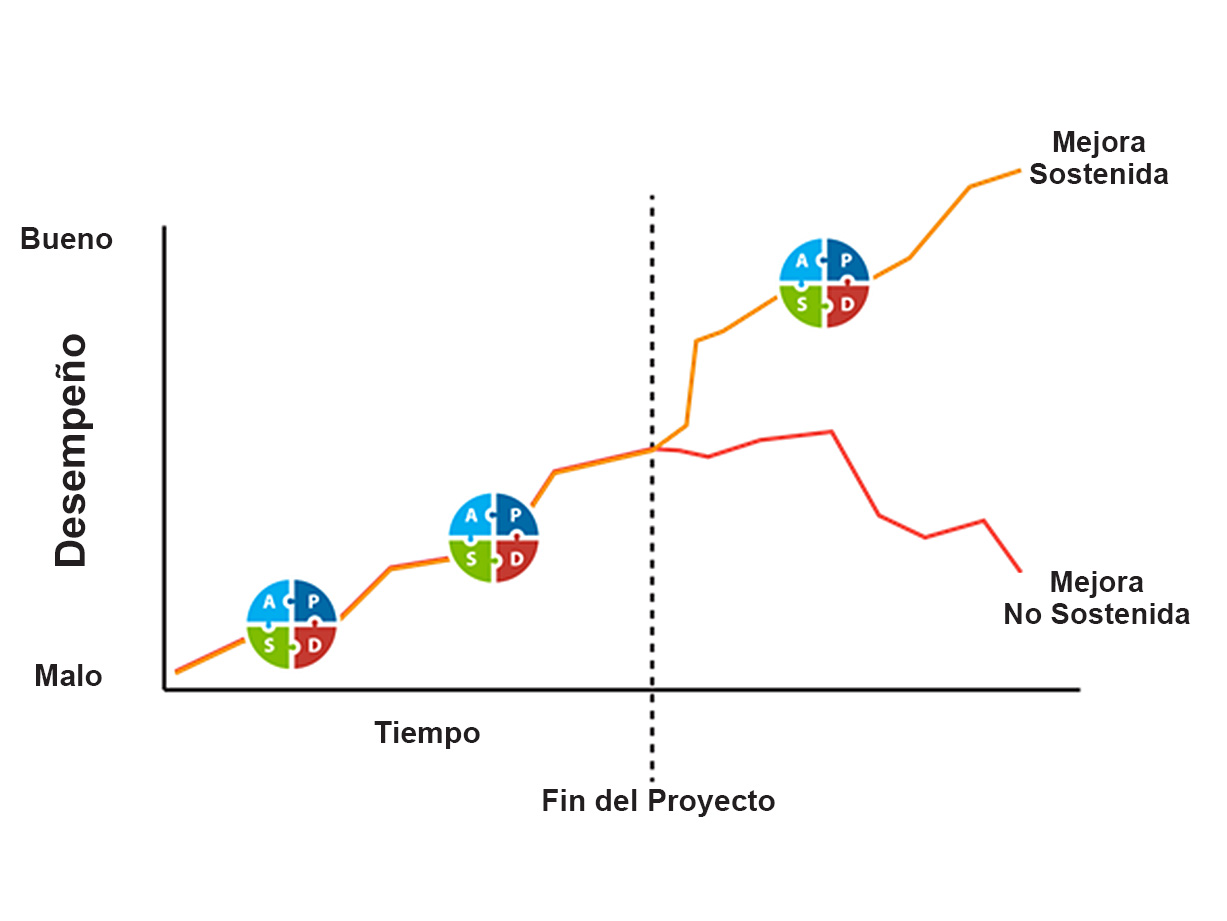 Mejora
Sostenida
Bueno
A P
S D
Desempeño
A P
S D
A P
S D
Mejora
No Sostenida
Malo
Tiempo
Fin del Proyecto